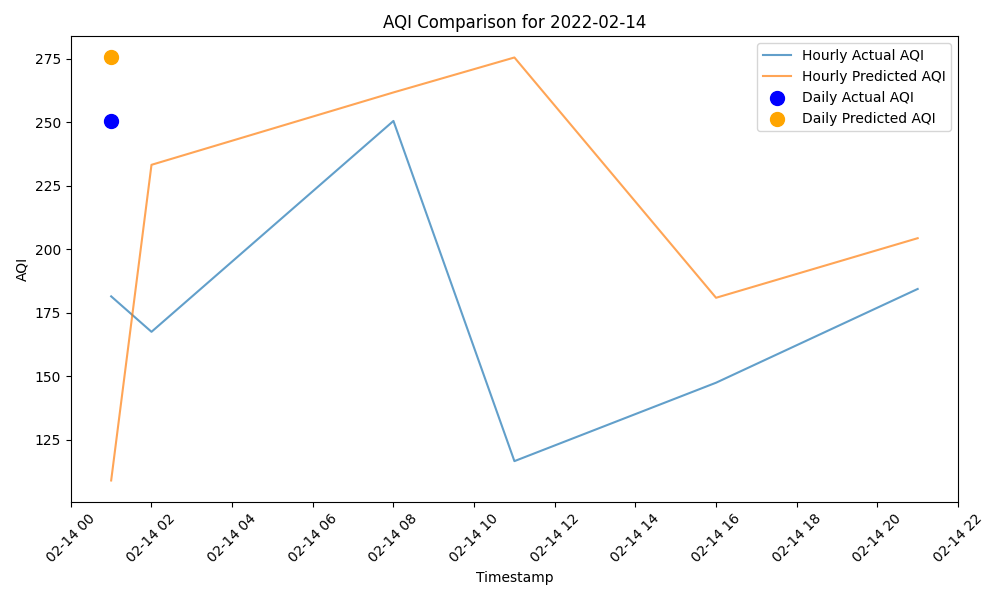 AQI Comparison for 2022-02-14
Hourly Actual AQI
Hourly Predicted AQI
Daily Actual AQI
Daily Predicted AQI
AQI
275
250
225
200
175
150
125
02-14 00
02-14 02
02-14 04
02-14 06
02-14 08
02-14 10
02-14 12
02-14 14
02-14 16
02-14 18
02-14 20
02-14 22
Timestamp